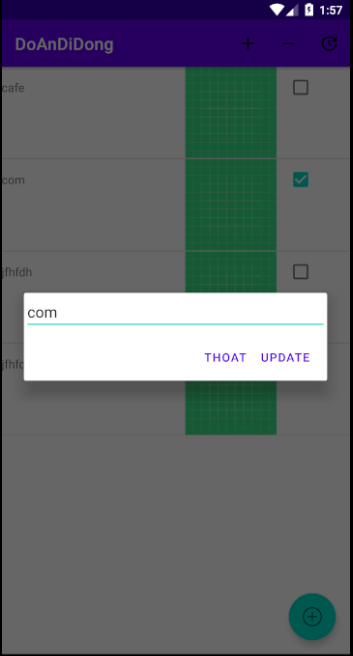 1:57
DoAnDiDong
cafe
com
jfhfdh
com
THOAT UPDATE